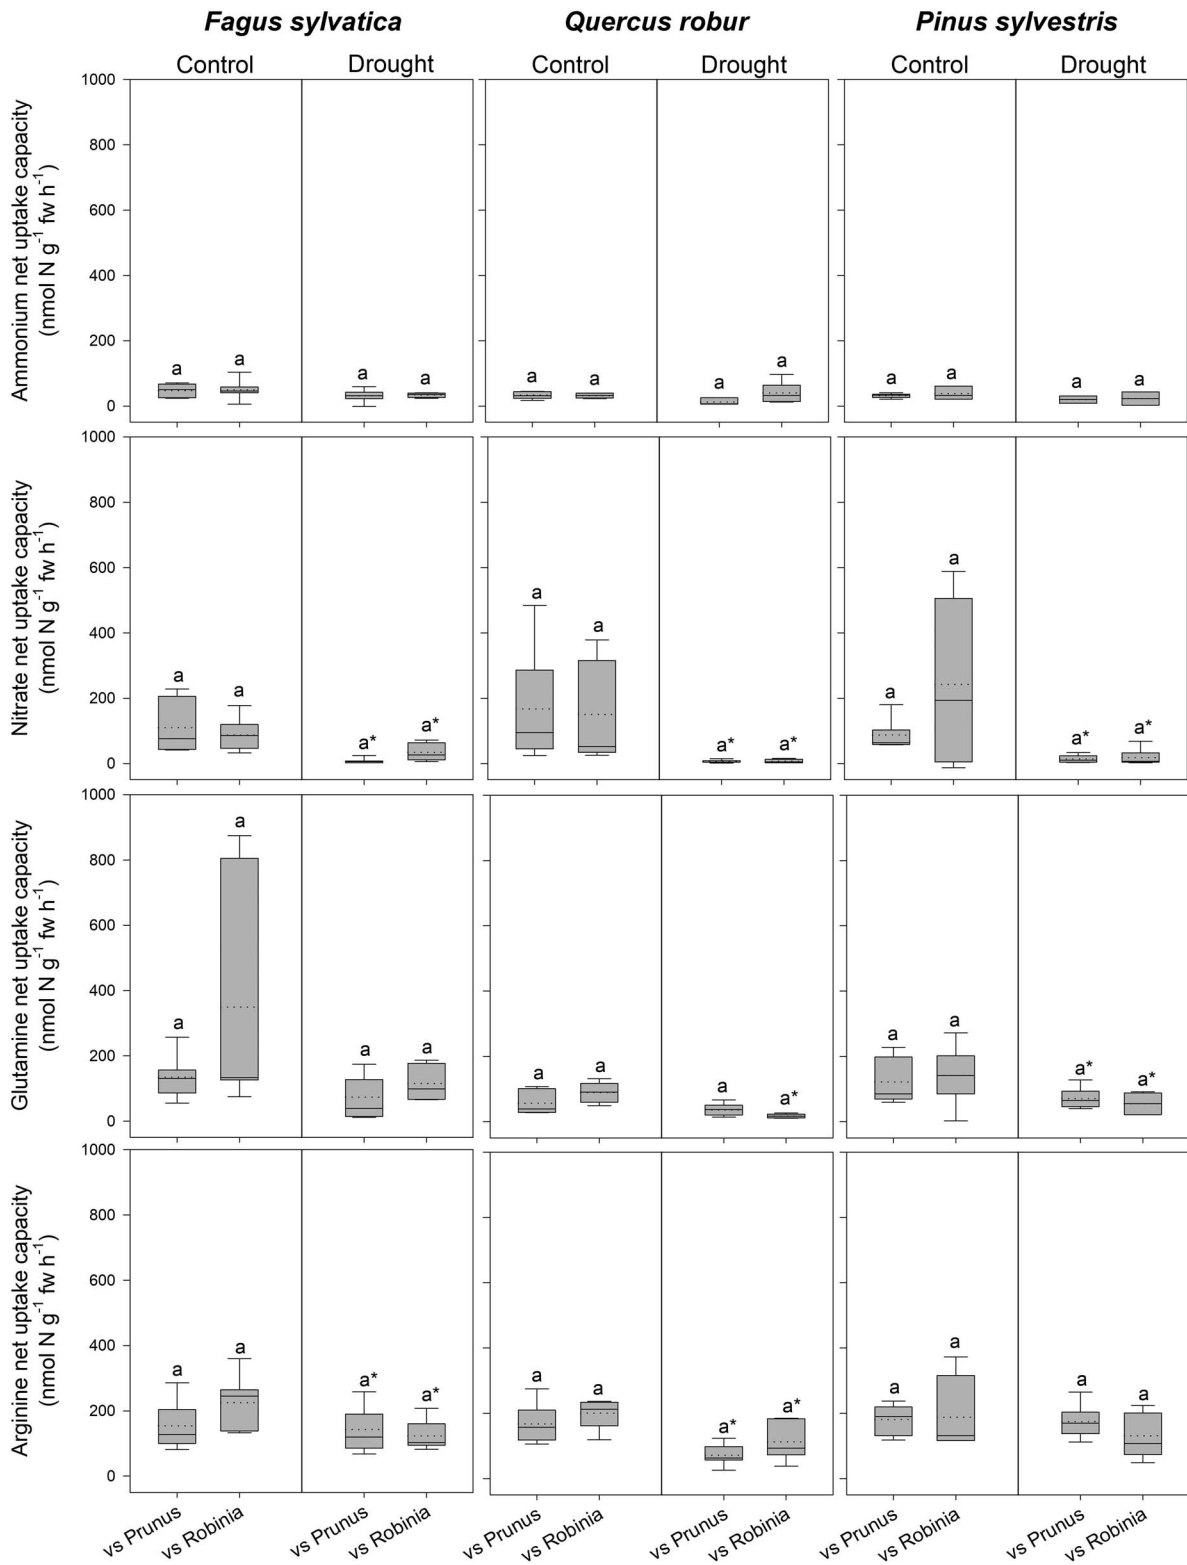 Fagus sylvatica Quercus robur Pinus sylvestris
Control Drought Control Drought Control Drought
Ammonium net uptake capacity
(nmol N g⁻¹ fw h⁻¹)
1000
800
600
400
200
0
a a a a a a a a a a a a
Nitrate net uptake capacity
(nmol N g⁻¹ fw h⁻¹)
1000
800
600
400
200
0
a a a* a* a a a* a* a a a* a*
Glutamine net uptake capacity
(nmol N g⁻¹ fw h⁻¹)
1000
800
600
400
200
0
a a a a a a a a* a a a* a*
Arginine net uptake capacity
(nmol N g⁻¹ fw h⁻¹)
1000
800
600
400
200
0
a a a* a* a a a* a* a a a a
vs Prunus vs Robinia vs Prunus vs Robinia vs Prunus vs Robinia vs Prunus vs Robinia vs Prunus vs Robinia vs Prunus vs Robinia